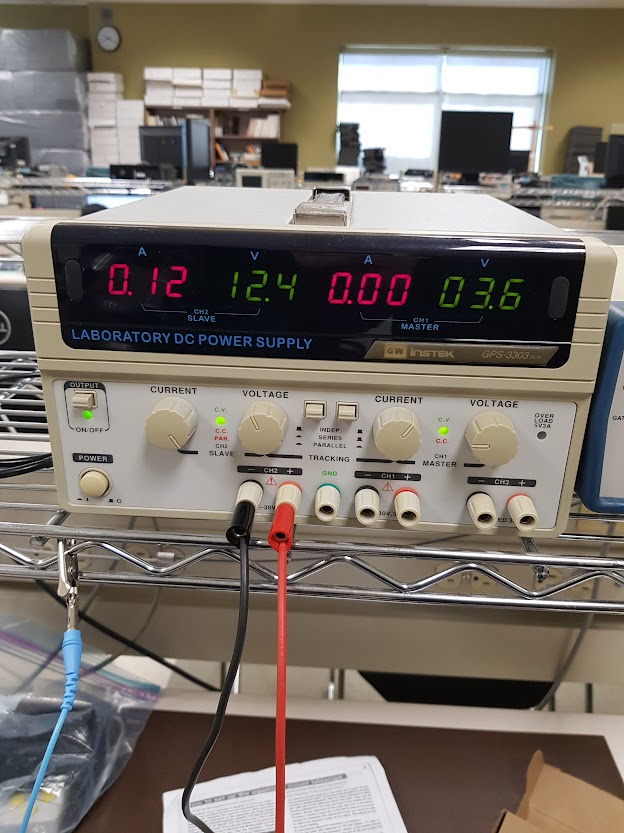 A V A V
0.12 12.4 0.00 03.6
CH2 CH1
SLAVE MASTER
LABORATORY DC POWER SUPPLY
GW INSTEK GPS-3303
OUTPUT
ON/OFF
POWER
CURRENT
C.V.
C.C.
PAR.
CH2
SLAVE
VOLTAGE
INDEP.
SERIES
PARALLEL
TRACKING
CURRENT
C.V.
C.C.
CH1
MASTER
VOLTAGE
OVER
LOAD
5V3A
- CH2 +
GND
- CH1 +
- CH3 +